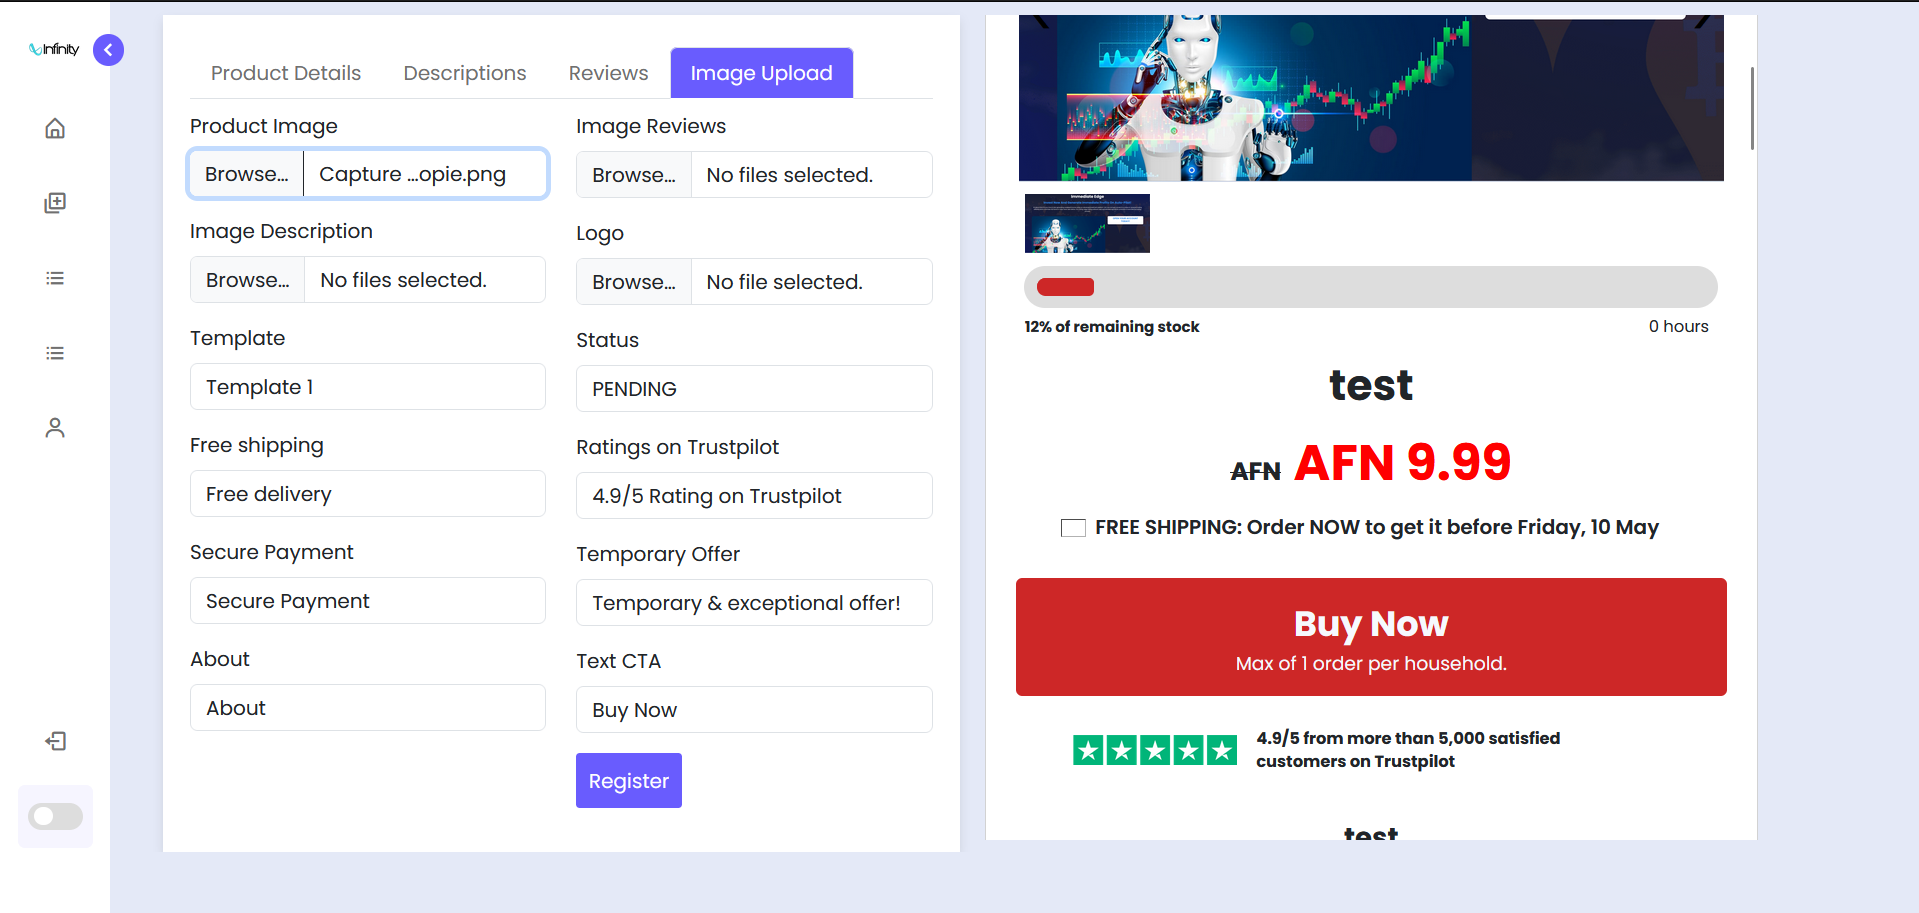 Infinity
Product Details
Descriptions
Reviews
Image Upload
Product Image
Browse... Capture ...opie.png
Image Description
Browse... No files selected.
Template
Template 1
Free shipping
Free delivery
Secure Payment
Secure Payment
About
About
Image Reviews
Browse... No files selected.
Logo
Browse... No file selected.
Status
PENDING
Ratings on Trustpilot
4.9/5 Rating on Trustpilot
Temporary Offer
Temporary & exceptional offer!
Text CTA
Buy Now
Register
Immediate Edge
12% of remaining stock
0 hours
test
AFN AFN 9.99
FREE SHIPPING: Order NOW to get it before Friday, 10 May
Buy Now
Max of 1 order per household.
4.9/5 from more than 5,000 satisfied
customers on Trustpilot
test